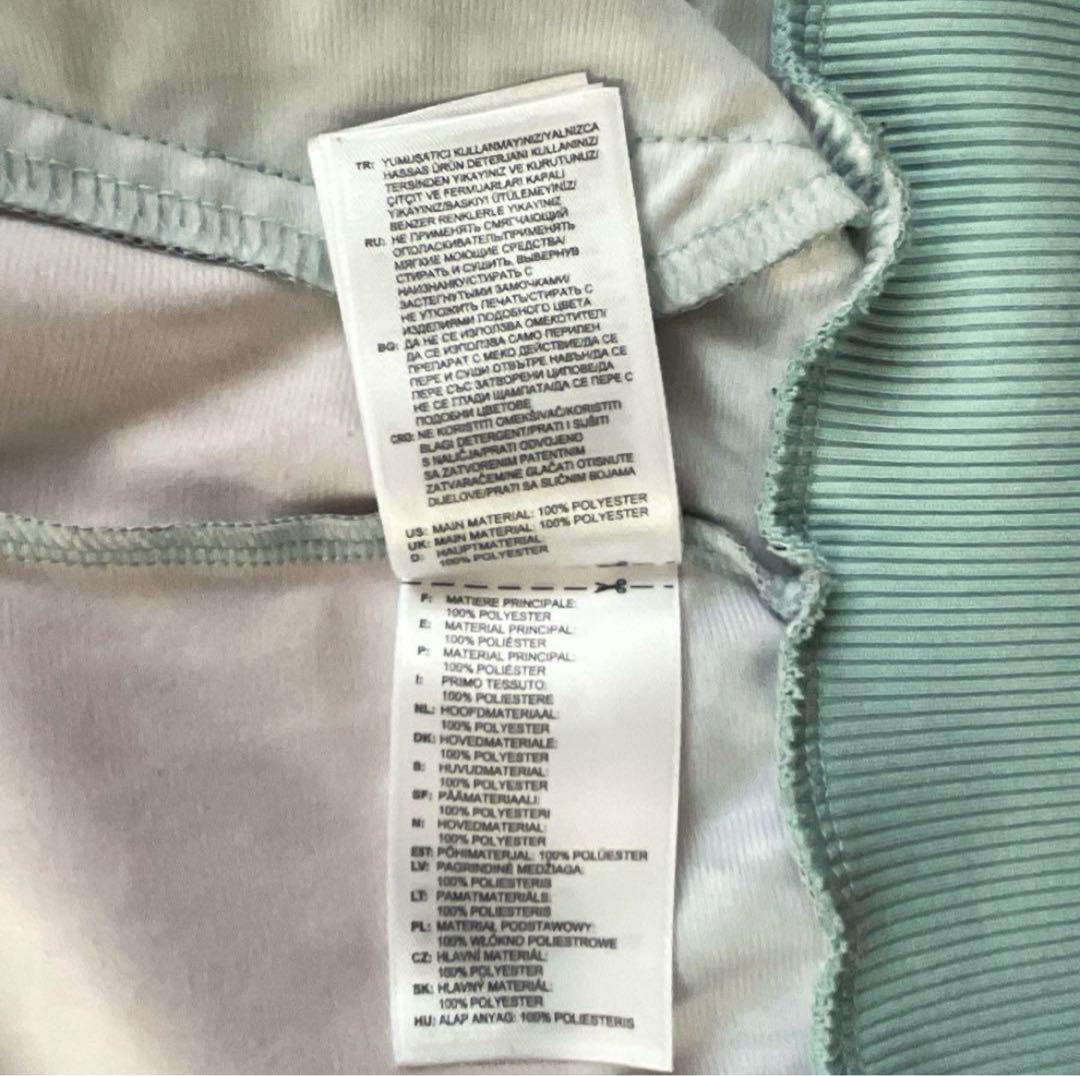 TR: YUMUŞATICI KULLANMAYINIZ/YALNIZCA
HASSAS ÜRÜN DETERJANI KULLANINIZ/
TERSİNDEN YIKAYINIZ VE KURUTUNUZ/
ÇITÇIT VE FERMUARLARI KAPALI
YIKAYINIZ/BASKIYI ÜTÜLEMEYİNİZ/
BENZER RENKLERLE YIKAYINIZ
RU: НЕ ПРИМЕНЯТЬ СМЯГЧАЮЩИЙ
ОПОЛАСКИВАТЕЛЬ/ПРИМЕНЯТЬ
МЯГКИЕ МОЮЩИЕ СРЕДСТВА/
СТИРАТЬ И СУШИТЬ, ВЫВЕРНУВ
НАИЗНАНКУ/СТИРАТЬ С
ЗАСТЕГНУТЫМИ ЗАМОЧКАМИ/
НЕ УТЮЖИТЬ ПЕЧАТЬ/СТИРАТЬ С
ИЗДЕЛИЯМИ ПОДОБНОГО ЦВЕТА
BG: ДА НЕ СЕ ИЗПОЛЗВА ОМЕКОТИТЕЛ/
ДА СЕ ИЗПОЛЗВА САМО ПЕРИЛЕН
ПРЕПАРАТ С МЕКО ДЕЙСТВИЕ/ДА СЕ
ПЕРЕ И СУШИ ОТВЪТРЕ НАВЪН/ДА СЕ
ПЕРЕ СЪС ЗАТВОРЕНИ ЦИПОВЕ/ДА
НЕ СЕ ГЛАДИ ЩАМПАТА/ДА СЕ ПЕРЕ С
ПОДОБНИ ЦВЕТОВЕ
CRO: NE KORISTITI OMEKŠIVAČ/KORISTITI
BLAGI DETERGENT/PRATI I SUŠITI
S NALIČJA/PRATI ODVOJENO
SA ZATVORENIM PATENTNIM
ZATVARAČEM/NE GLAČATI OTISNUTE
DIJELOVE/PRATI SA SLIČNIM BOJAMA
US: MAIN MATERIAL: 100% POLYESTER
UK: MAIN MATERIAL: 100% POLYESTER
D: HAUPTMATERIAL:
100% POLYESTER
F: MATIERE PRINCIPALE:
100% POLYESTER
E: MATERIAL PRINCIPAL:
100% POLIÉSTER
P: MATERIAL PRINCIPAL:
100% POLIÉSTER
I: PRIMO TESSUTO:
100% POLIESTERE
NL: HOOFDMATERIAAL:
100% POLYESTER
DK: HOVEDMATERIALE:
100% POLYESTER
S: HUVUDMATERIAL:
100% POLYESTER
SF: PÄÄMATERIAALI:
100% POLYESTERI
N: HOVEDMATERIAL:
100% POLYESTER
EST: PÕHIMATERJAL: 100% POLÜESTER
LV: PAGRINDINĖ MEDŽIAGA:
100% POLIESTERIS
LT: PAMATMATERIĀLS:
100% POLIESTERIS
PL: MATERIAŁ PODSTAWOWY:
100% WŁÓKNO POLIESTROWE
CZ: HLAVNÍ MATERIÁL:
100% POLYESTER
SK: HLAVNÝ MATERIÁL:
100% POLYESTER
HU: ALAP ANYAG: 100% POLIESTERIS